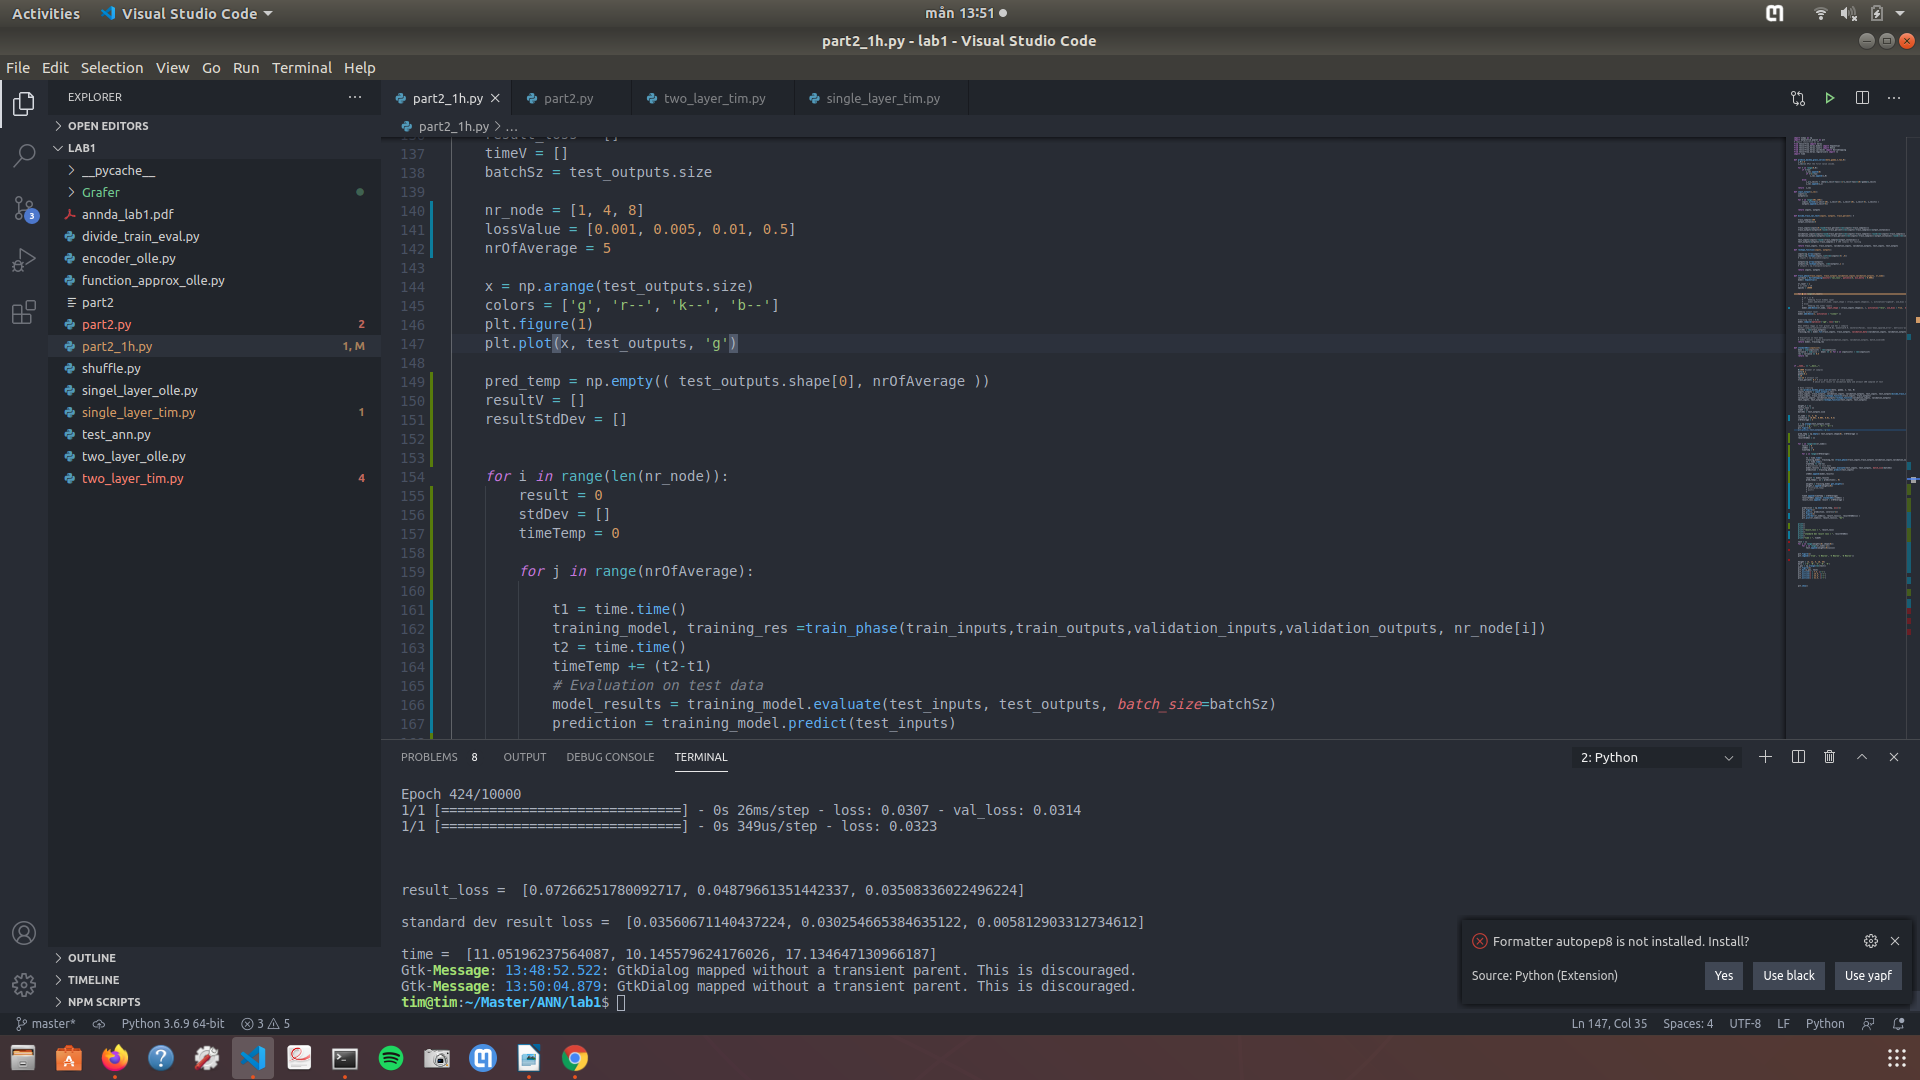 Activities
Visual Studio Code
mån 13:51
part2_1h.py - lab1 - Visual Studio Code
File Edit Selection View Go Run Terminal Help
EXPLORER
OPEN EDITORS
LAB1
__pycache__
Grafer
annda_lab1.pdf
divide_train_eval.py
encoder_olle.py
function_approx_olle.py
part2
part2.py 2
part2_1h.py 1, M
shuffle.py
singel_layer_olle.py
single_layer_tim.py 1
test_ann.py
two_layer_olle.py
two_layer_tim.py 4
OUTLINE
TIMELINE
NPM SCRIPTS
3
part2_1h.py part2.py two_layer_tim.py single_layer_tim.py
part2_1h.py > ...
137 timeV = []
138 batchSz = test_outputs.size
139
140 nr_node = [1, 4, 8]
141 lossValue = [0.001, 0.005, 0.01, 0.5]
142 nrOfAverage = 5
143
144 x = np.arange(test_outputs.size)
145 colors = ['g', 'r--', 'k--', 'b--']
146 plt.figure(1)
147 plt.plot(x, test_outputs, 'g')
148
149 pred_temp = np.empty(( test_outputs.shape[0], nrOfAverage ))
150 resultV = []
151 resultStdDev = []
152
153
154 for i in range(len(nr_node)):
155 result = 0
156 stdDev = []
157 timeTemp = 0
158
159 for j in range(nrOfAverage):
160
161 t1 = time.time()
162 training_model, training_res =train_phase(train_inputs,train_outputs,validation_inputs,validation_outputs, nr_node[i])
163 t2 = time.time()
164 timeTemp += (t2-t1)
165 # Evaluation on test data
166 model_results = training_model.evaluate(test_inputs, test_outputs, batch_size=batchSz)
167 prediction = training_model.predict(test_inputs)
PROBLEMS 8 OUTPUT DEBUG CONSOLE TERMINAL
2: Python
Epoch 424/10000
1/1 [==============================] - 0s 26ms/step - loss: 0.0307 - val_loss: 0.0314
1/1 [==============================] - 0s 349us/step - loss: 0.0323
result_loss = [0.07266251780092717, 0.04879661351442337, 0.03508336022496224]
standard dev result loss = [0.03560671140437224, 0.030254665384635122, 0.005812903312734612]
time = [11.05196237564087, 10.145579624176026, 17.134647130966187]
Gtk-Message: 13:48:52.522: GtkDialog mapped without a transient parent. This is discouraged.
Gtk-Message: 13:50:04.879: GtkDialog mapped without a transient parent. This is discouraged.
tim@tim:~/Master/ANN/lab1$
Formatter autopep8 is not installed. Install?
Source: Python (Extension)
Yes Use black Use yapf
master* Python 3.6.9 64-bit 3 5
Ln 147, Col 35 Spaces: 4 UTF-8 LF Python